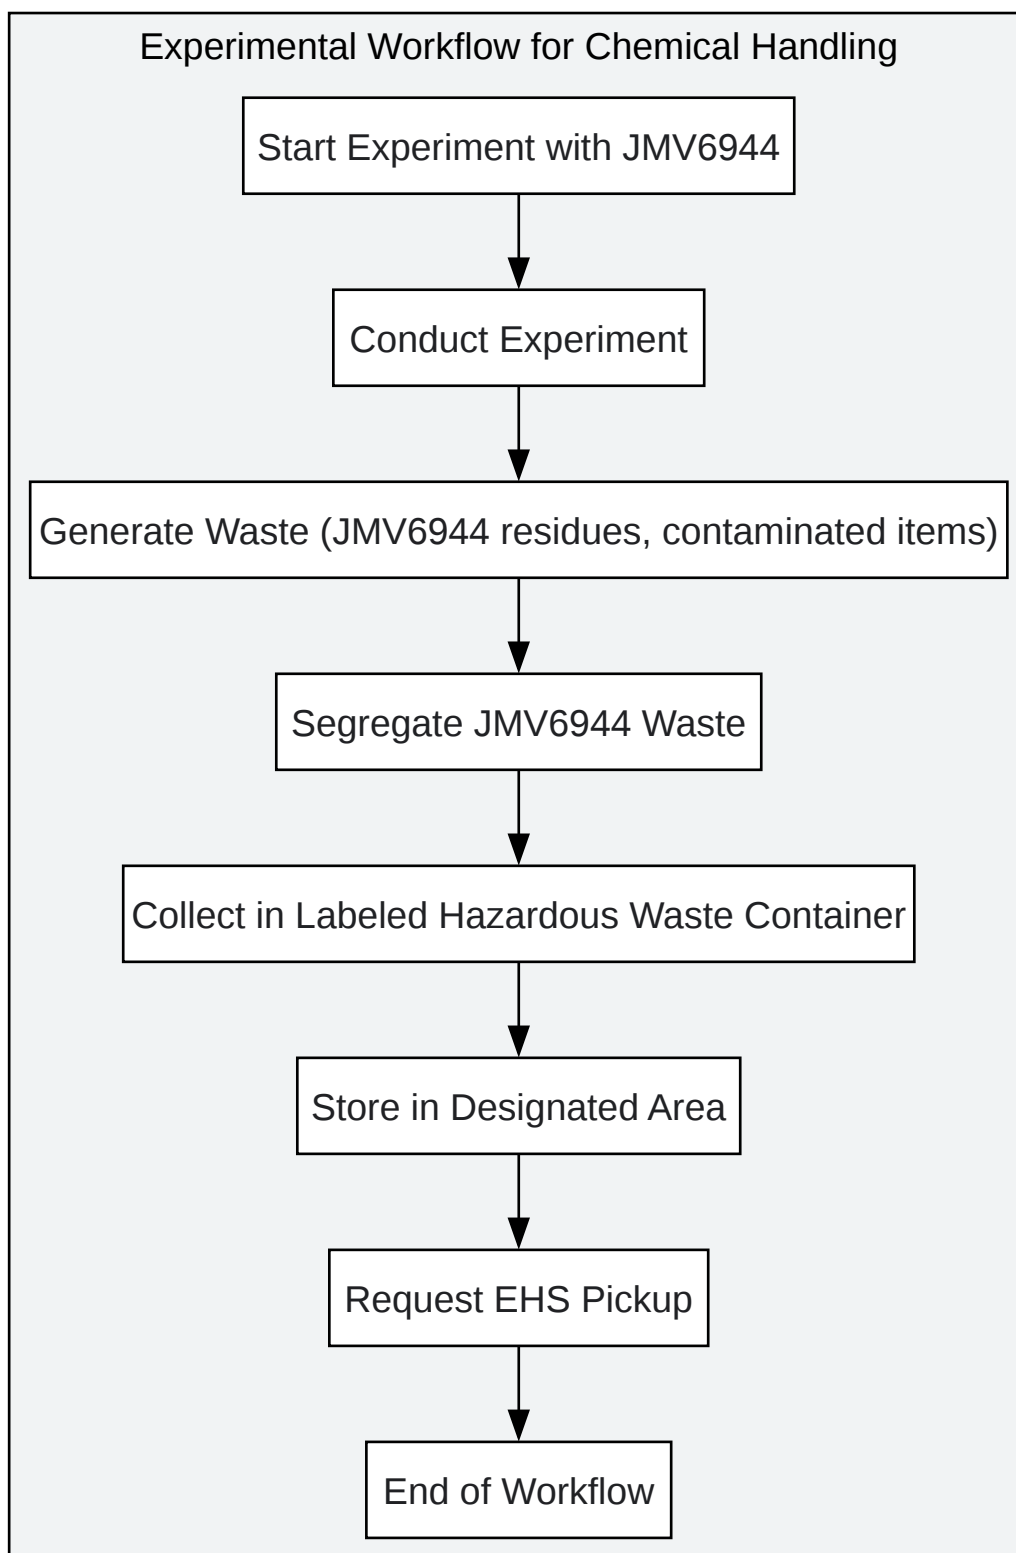 Experimental Workflow for Chemical Handling
Start Experiment with JMV6944
Conduct Experiment
Generate Waste (JMV6944 residues, contaminated items)
Segregate JMV6944 Waste
Collect in Labeled Hazardous Waste Container
Store in Designated Area
Request EHS Pickup
End of Workflow